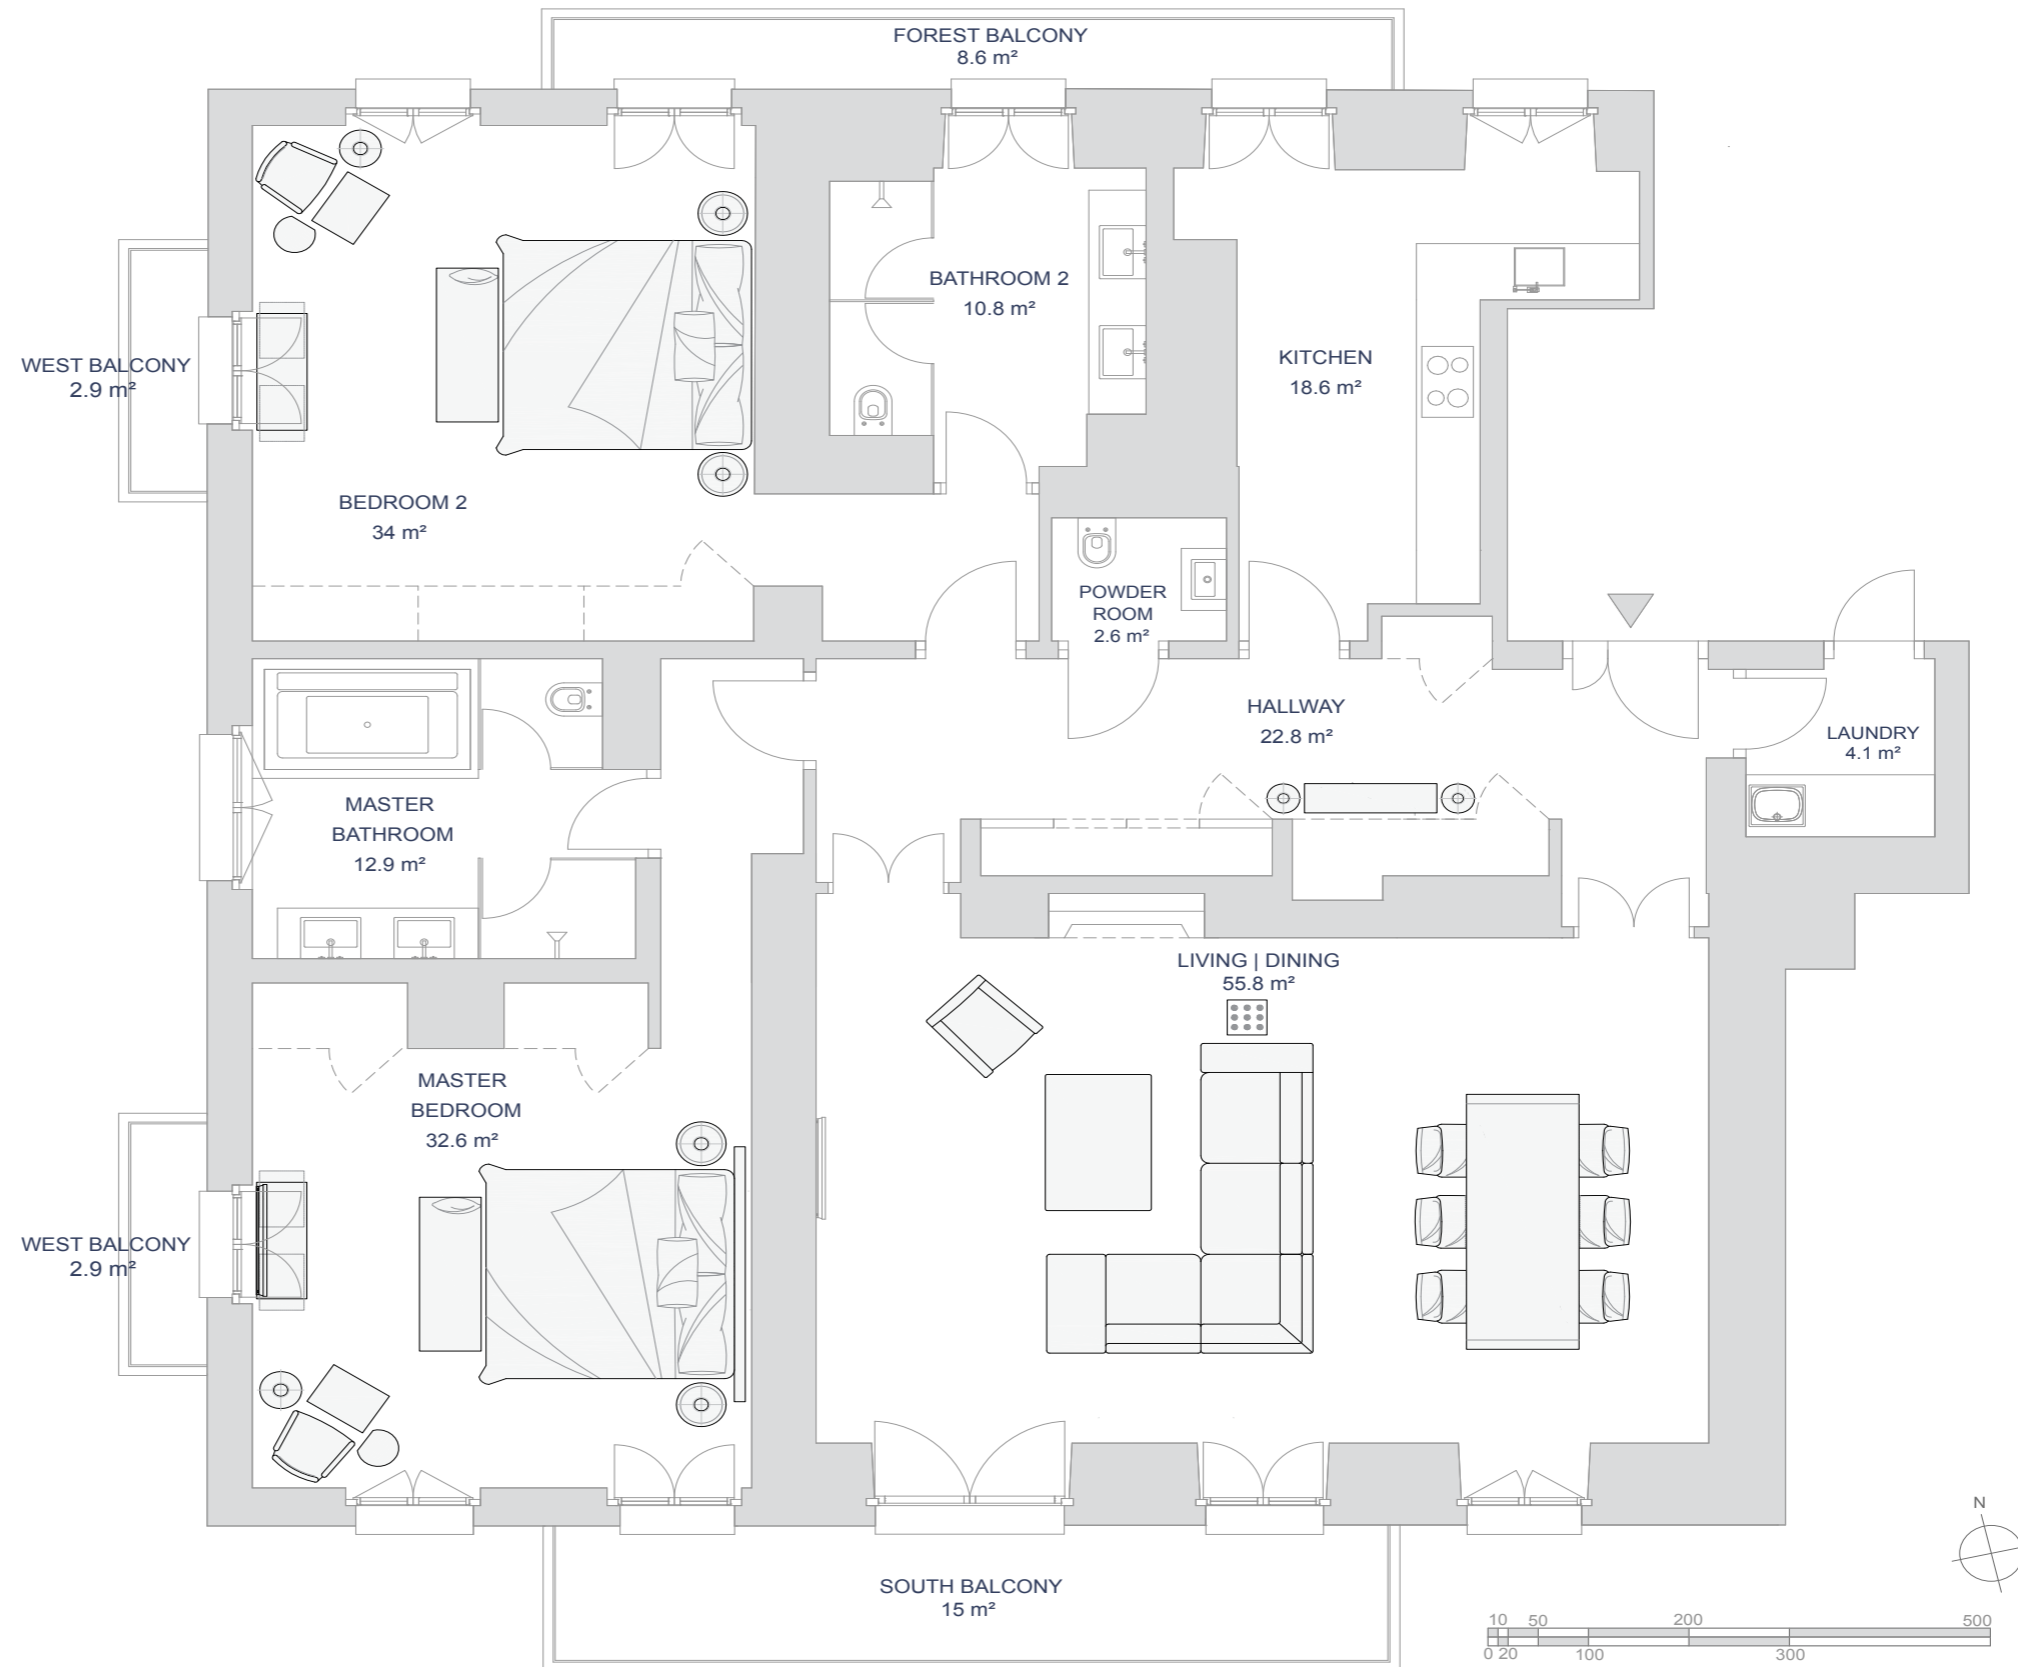 FOREST BALCONY
8.6 m²
WEST BALCONY
2.9 m²
BEDROOM 2
34 m²
BATHROOM 2
10.8 m²
KITCHEN
18.6 m²
POWDER
ROOM
2.6 m²
HALLWAY
22.8 m²
LAUNDRY
4.1 m²
MASTER
BATHROOM
12.9 m²
LIVING | DINING
55.8 m²
MASTER
BEDROOM
32.6 m²
WEST BALCONY
2.9 m²
SOUTH BALCONY
15 m²
N
10 50 200 500
0 20 100 300